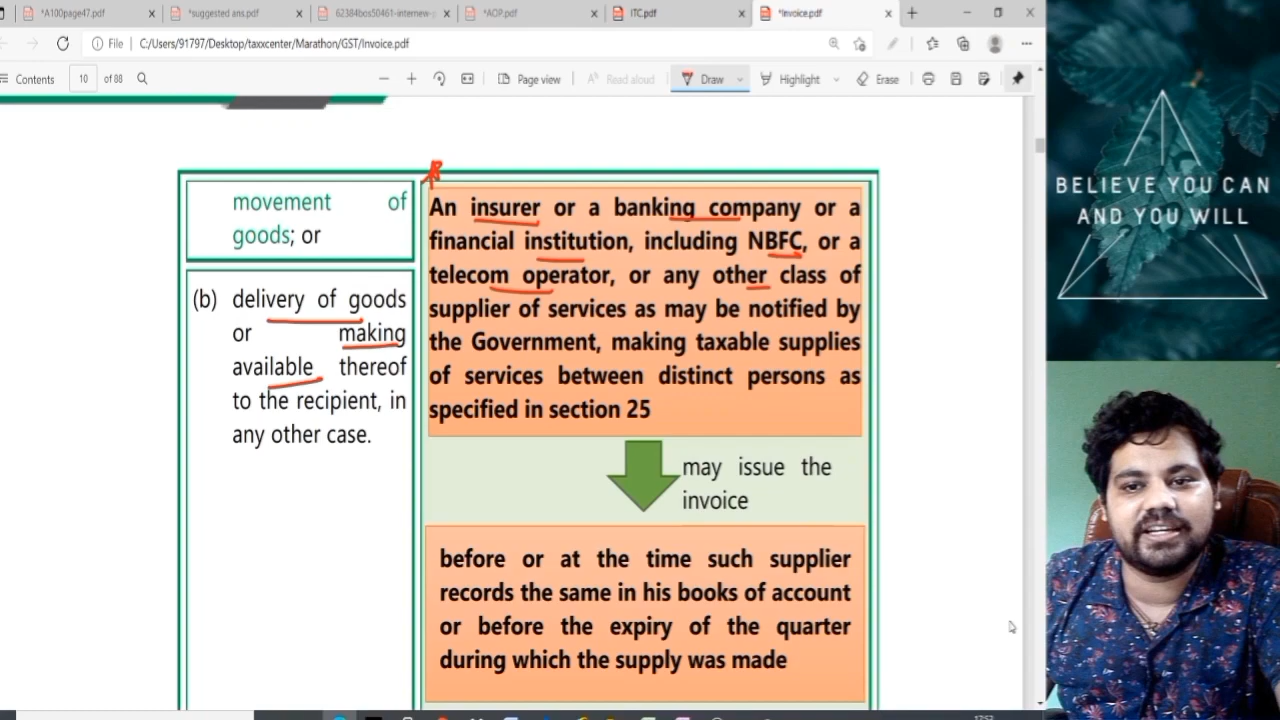 *A100page47.pdf
*suggested ans.pdf
62384bos50461-internew-
*AOP.pdf
ITC.pdf
*Invoice.pdf
File
C:/Users/91797/Desktop/taxxcenter/Marathon/GST/Invoice.pdf
Contents
10 of 88
Page view
Read aloud
Draw
Highlight
Erase
movement of
goods; or
(b) delivery of goods
or making
available thereof
to the recipient, in
any other case.
An insurer or a banking company or a
financial institution, including NBFC, or a
telecom operator, or any other class of
supplier of services as may be notified by
the Government, making taxable supplies
of services between distinct persons as
specified in section 25
may issue the
invoice
before or at the time such supplier
records the same in his books of account
or before the expiry of the quarter
during which the supply was made
BELIEVE YOU CAN
AND YOU WILL